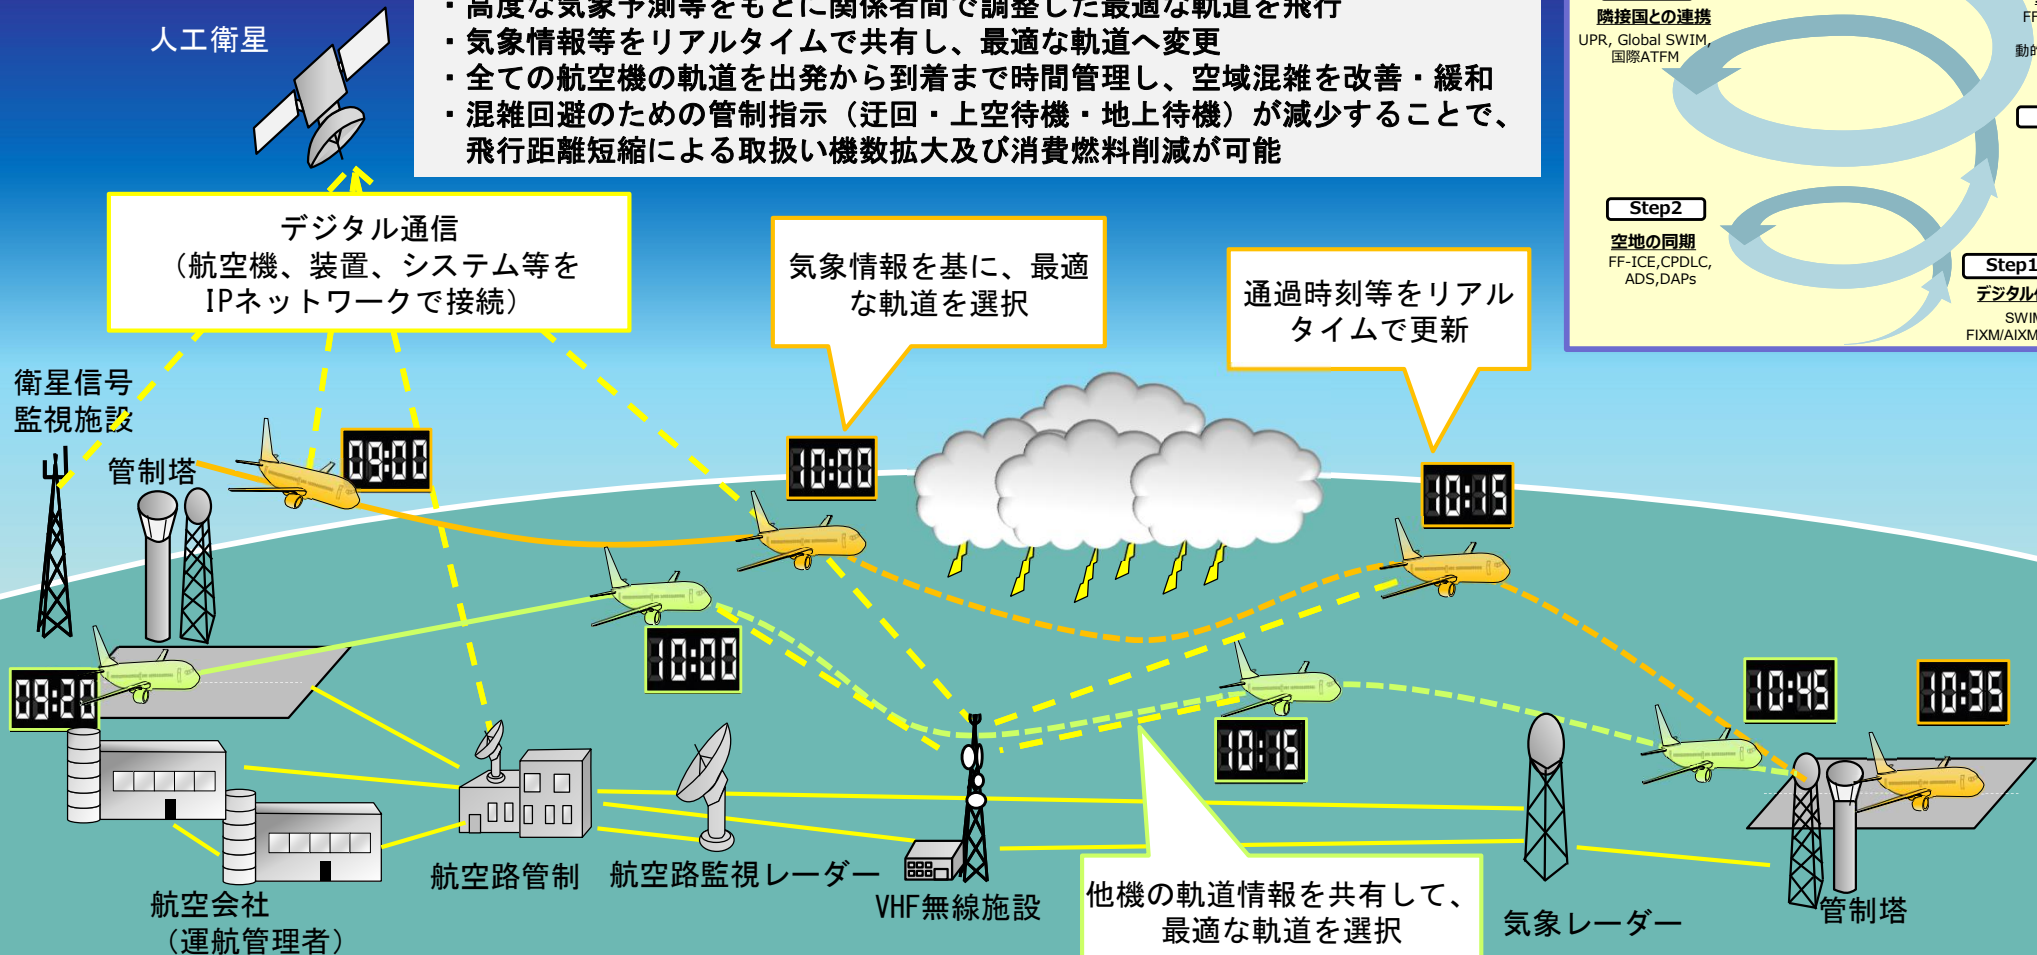 ・高度な気象予測等をもとに関係者間で調整した最適な軌道を飛行
・気象情報等をリアルタイムで共有し、最適な軌道へ変更
・全ての航空機の軌道を出発から到着まで時間管理し、空域混雑を改善・緩和
・混雑回避のための管制指示（迂回・上空待機・地上待機）が減少することで、
飛行距離短縮による取扱い機数拡大及び消費燃料削減が可能
人工衛星
隣接国との連携
UPR, Global SWIM,
国際ATFM
Step2
空地の同期
FF-ICE,CPDLC,
ADS,DAPs
Step1
デジタル
SWIM
FIXM/AIXM
デジタル通信
（航空機、装置、システム等を
IPネットワークで接続）
気象情報を基に、最適
な軌道を選択
通過時刻等をリアル
タイムで更新
衛星信号
監視施設
管制塔
09:00
10:00
10:15
09:20
10:00
10:15
10:45
10:35
航空会社
（運航管理者）
航空路管制
航空路監視レーダー
VHF無線施設
他機の軌道情報を共有して、
最適な軌道を選択
気象レーダー
管制塔